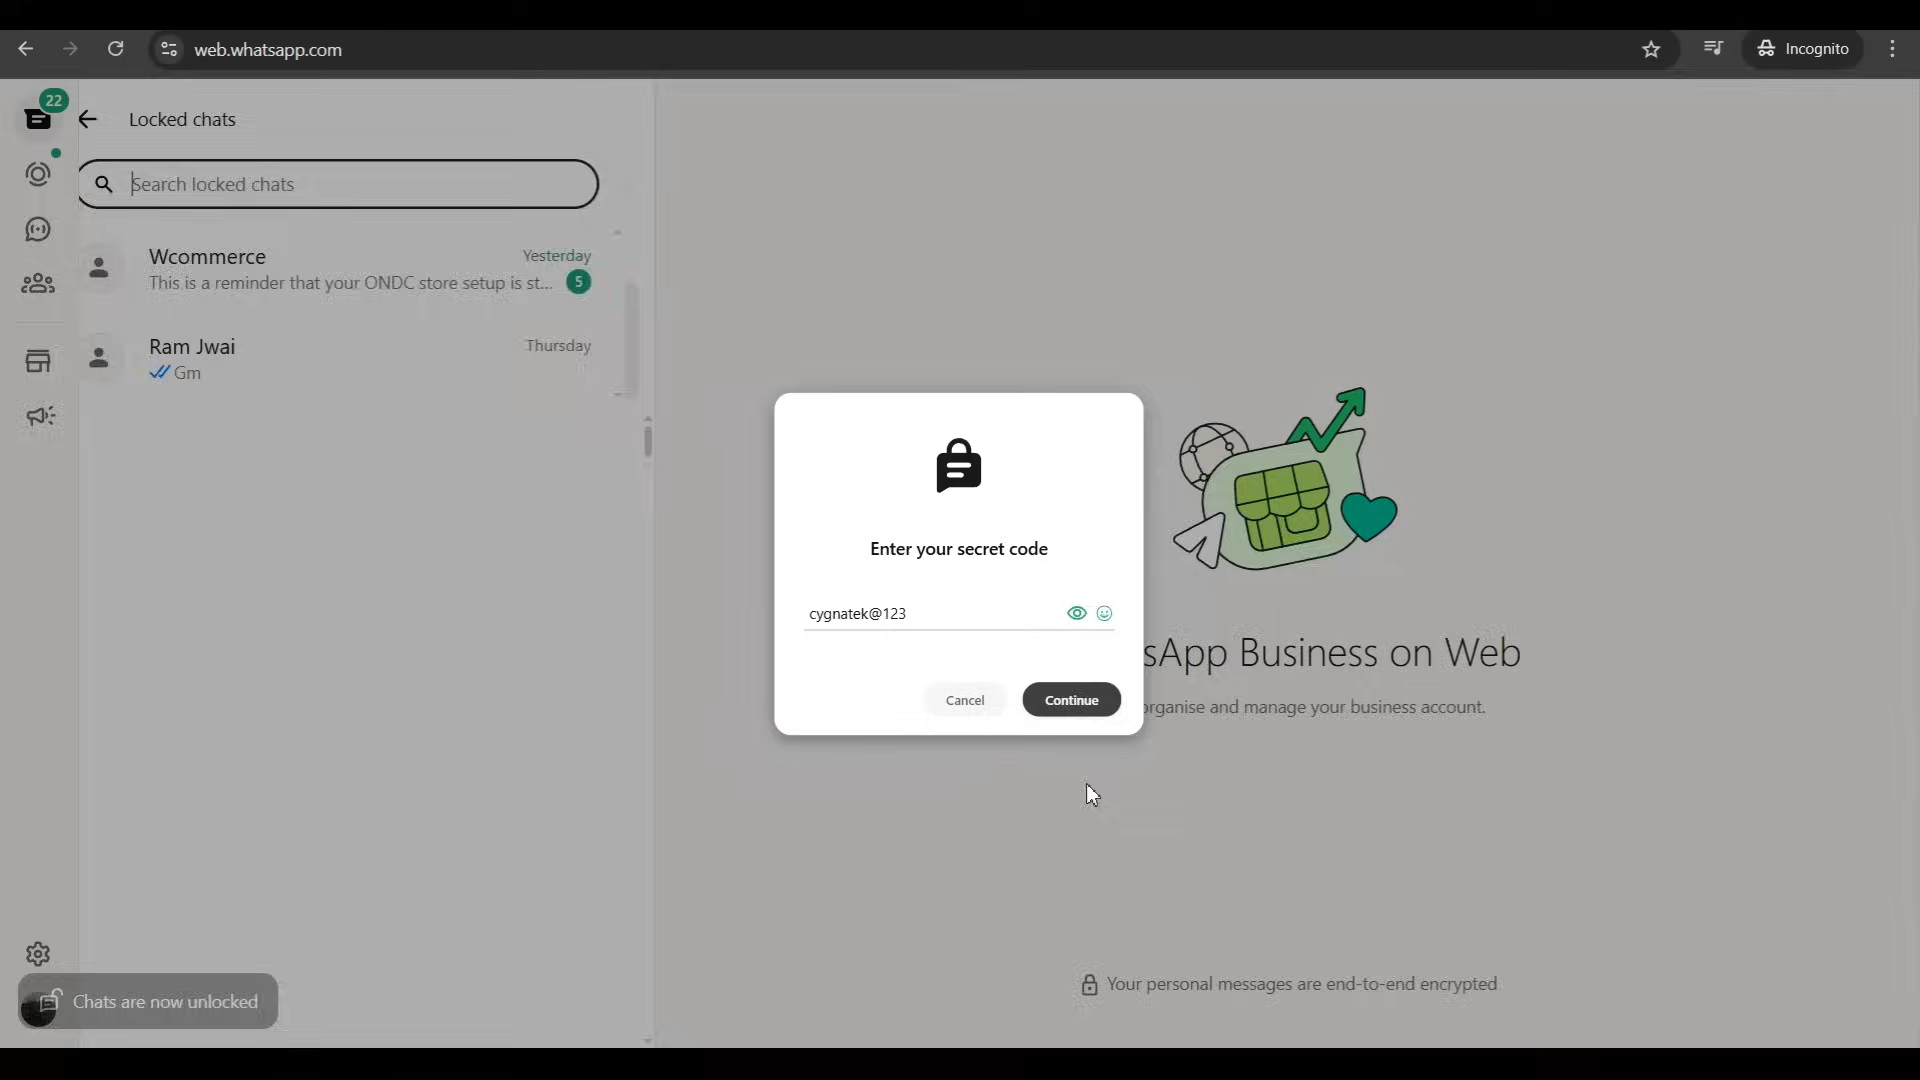 web.whatsapp.com
Incognito
22
Locked chats
Search locked chats
Wcommerce
Yesterday
This is a reminder that your ONDC store setup is st...
5
Ram Jwai
Thursday
Gm
Enter your secret code
cygnatek@123
Cancel
Continue
sApp Business on Web
organise and manage your business account.
Your personal messages are end-to-end encrypted
Chats are now unlocked